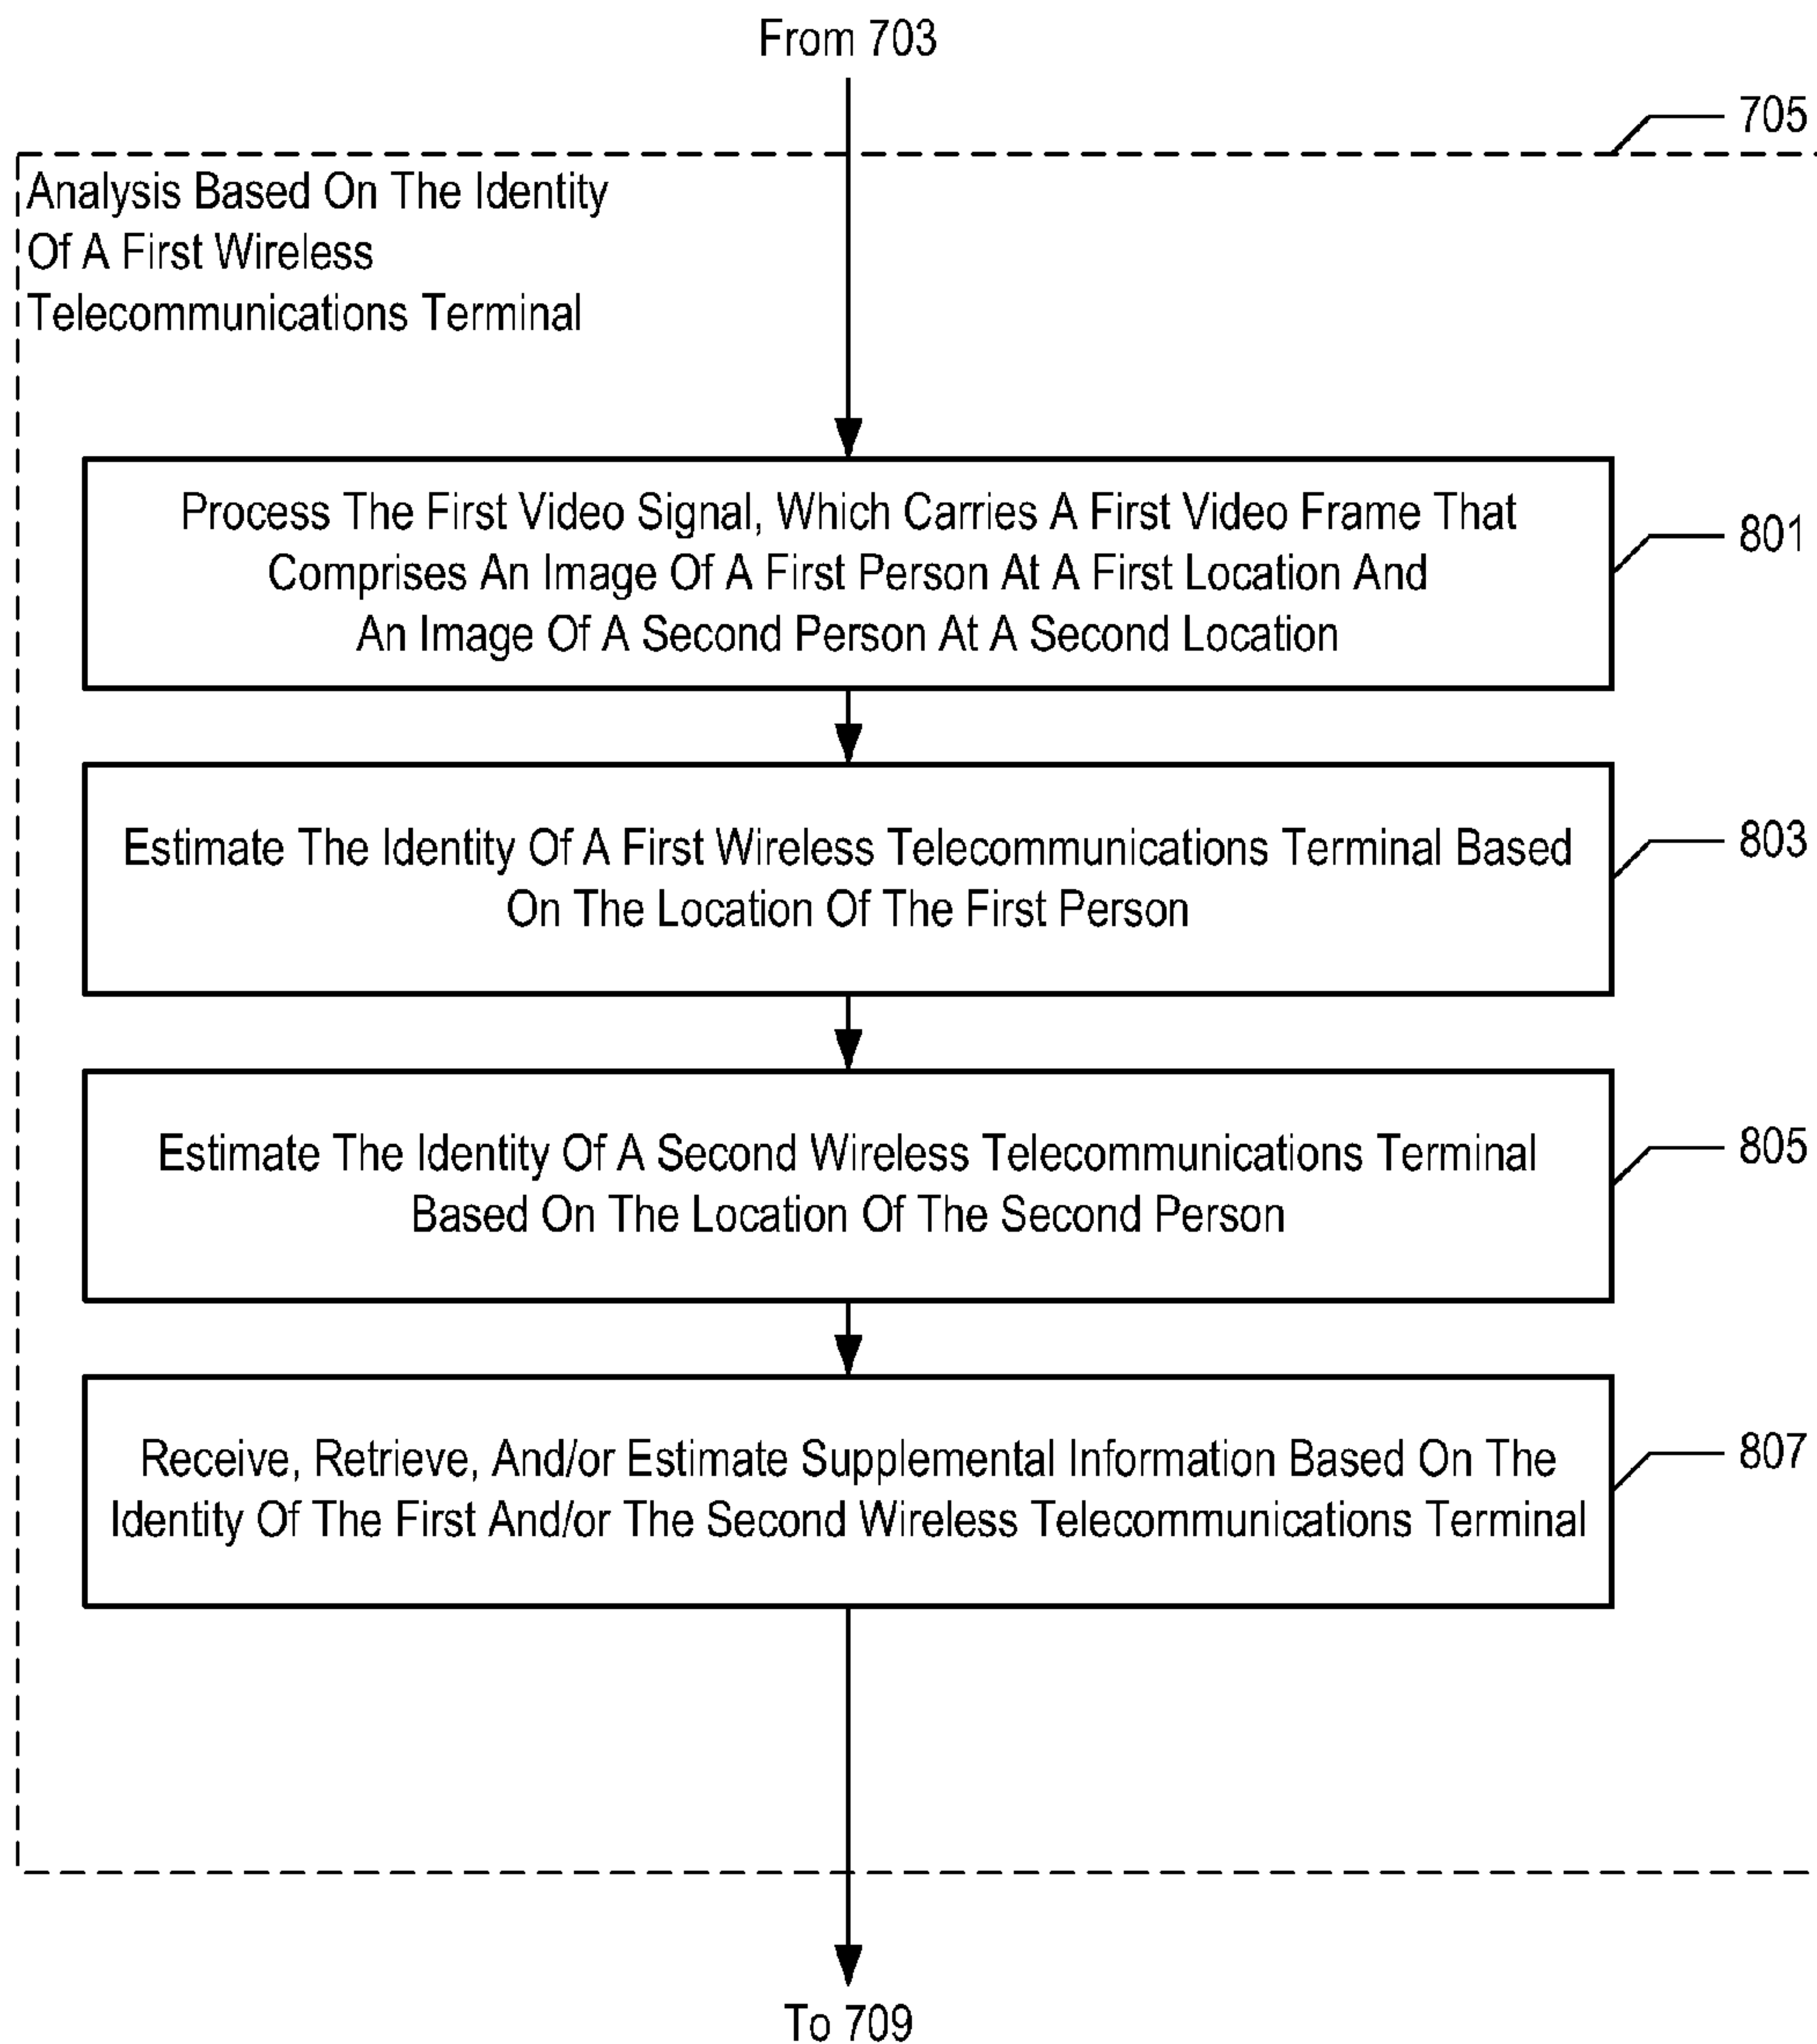 From 703
705
Analysis Based On The Identity
Of A First Wireless
Telecommunications Terminal
Process The First Video Signal, Which Carries A First Video Frame That
Comprises An Image Of A First Person At A First Location And
An Image Of A Second Person At A Second Location
801
Estimate The Identity Of A First Wireless Telecommunications Terminal Based
On The Location Of The First Person
803
Estimate The Identity Of A Second Wireless Telecommunications Terminal
Based On The Location Of The Second Person
805
Receive, Retrieve, And/or Estimate Supplemental Information Based On The
Identity Of The First And/or The Second Wireless Telecommunications Terminal
807
To 709